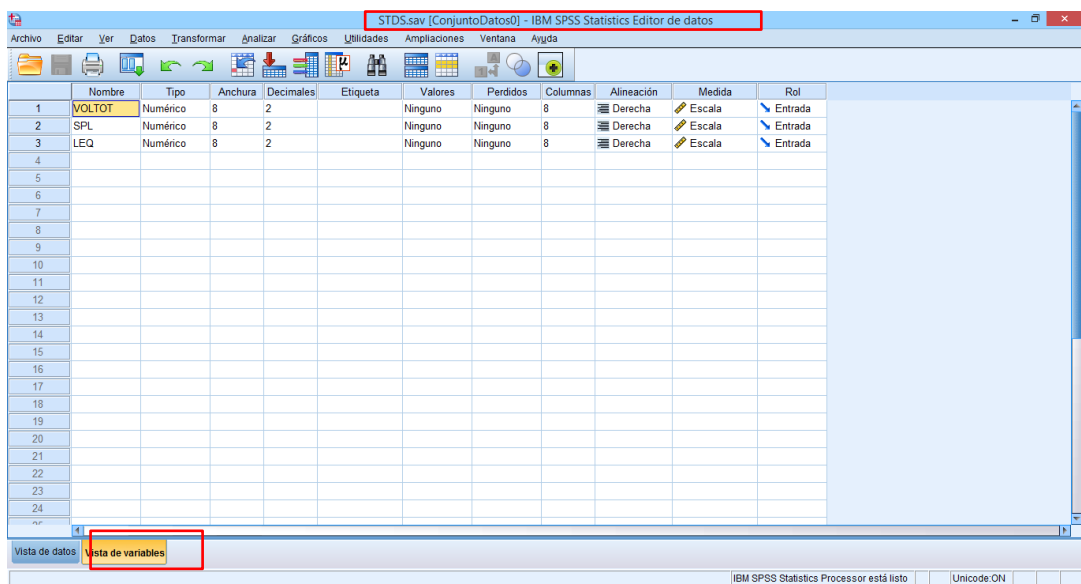 STDS.sav [ConjuntoDatos0] - IBM SPSS Statistics Editor de datos
Archivo Editar Ver Datos Transformar Analizar Gráficos Utilidades Ampliaciones Ventana Ayuda
Nombre Tipo Anchura Decimales Etiqueta Valores Perdidos Columnas Alineación Medida Rol
1 VOLTOT Numérico 8 2 Ninguno Ninguno 8 Derecha Escala Entrada
2 SPL Numérico 8 2 Ninguno Ninguno 8 Derecha Escala Entrada
3 LEQ Numérico 8 2 Ninguno Ninguno 8 Derecha Escala Entrada
4
5
6
7
8
9
10
11
12
13
14
15
16
17
18
19
20
21
22
23
24
Vista de datos Vista de variables
IBM SPSS Statistics Processor está listo Unicode:ON